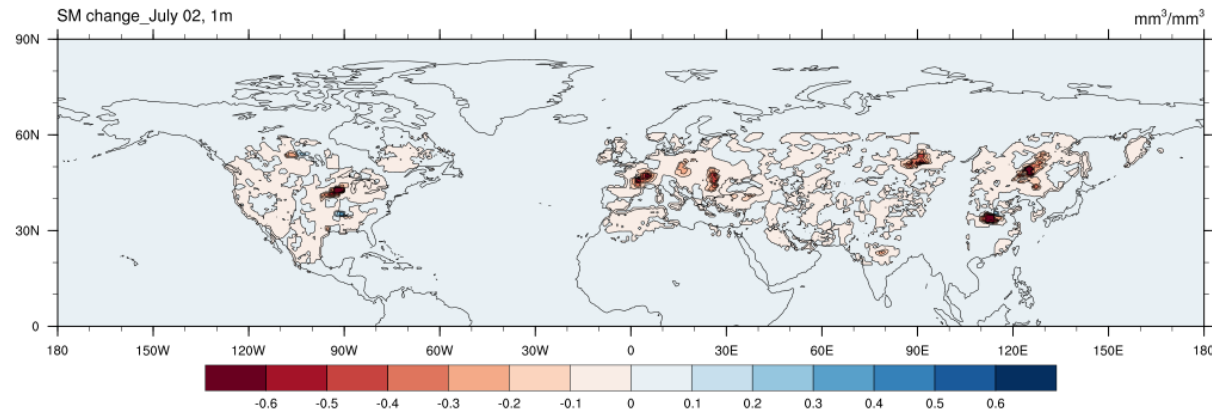 SM change_July 02, 1m mm³/mm³
90N
60N
30N
0
180 150W 120W 90W 60W 30W 0 30E 60E 90E 120E 150E 180
-0.6 -0.5 -0.4 -0.3 -0.2 -0.1 0 0.1 0.2 0.3 0.4 0.5 0.6